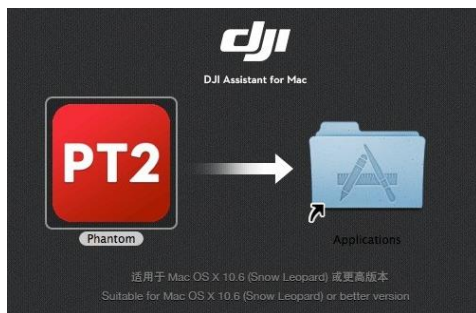 dji
DJI Assistant for Mac
PT2
Phantom
Applications
适用于 Mac OS X 10.6 (Snow Leopard) 或更高版本
Suitable for Mac OS X 10.6 (Snow Leopard) or better version